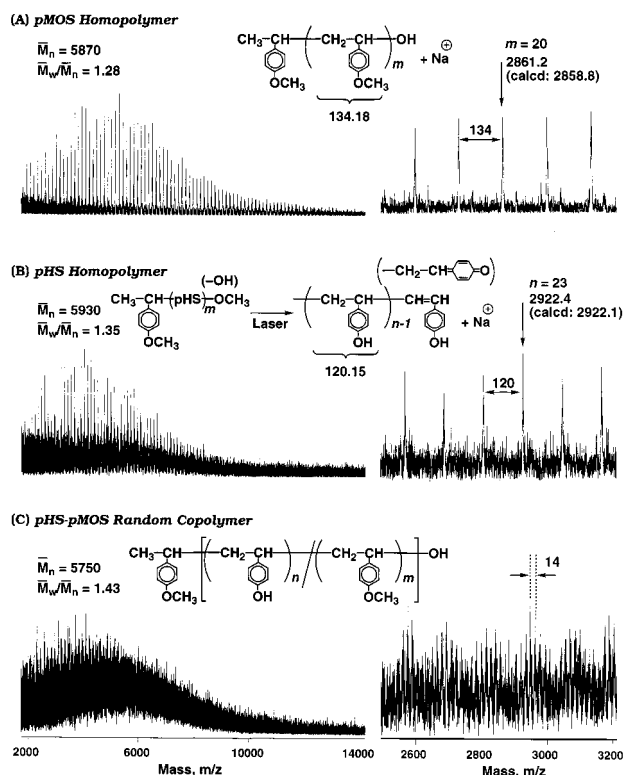 (A) pMOS Homopolymer
M̄n = 5870
M̄w/M̄n = 1.28
CH3–CH
CH2–CH
OH
m
+ Na⊕
OCH3
OCH3
134.18
m = 20
2861.2
(calcd: 2858.8)
134
(B) pHS Homopolymer
M̄n = 5930
M̄w/M̄n = 1.35
(–OH)
CH3–CH–(pHS)m–OCH3
OCH3
Laser
CH2–CH
CH=CH
n-1
+ Na⊕
OH
OH
120.15
CH2–CH2–CH
O
n = 23
2922.4
(calcd: 2922.1)
120
(C) pHS-pMOS Random Copolymer
M̄n = 5750
M̄w/M̄n = 1.43
CH3–CH
CH2–CH
n
CH2–CH
m
OH
OCH3
OH
OCH3
14
2000 6000 10000 14000
Mass, m/z
2600 2800 3000 3200
Mass, m/z